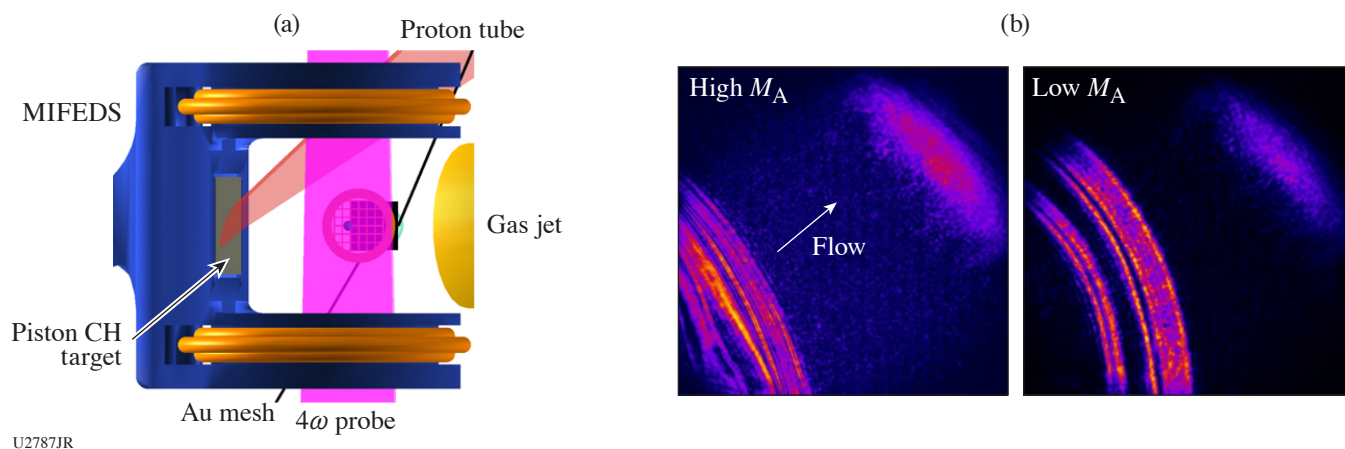 (a)
Proton tube
MIFEDS
Gas jet
Piston CH
target
Au mesh
4ω probe
U2787JR
(b)
High MA
Flow
Low MA